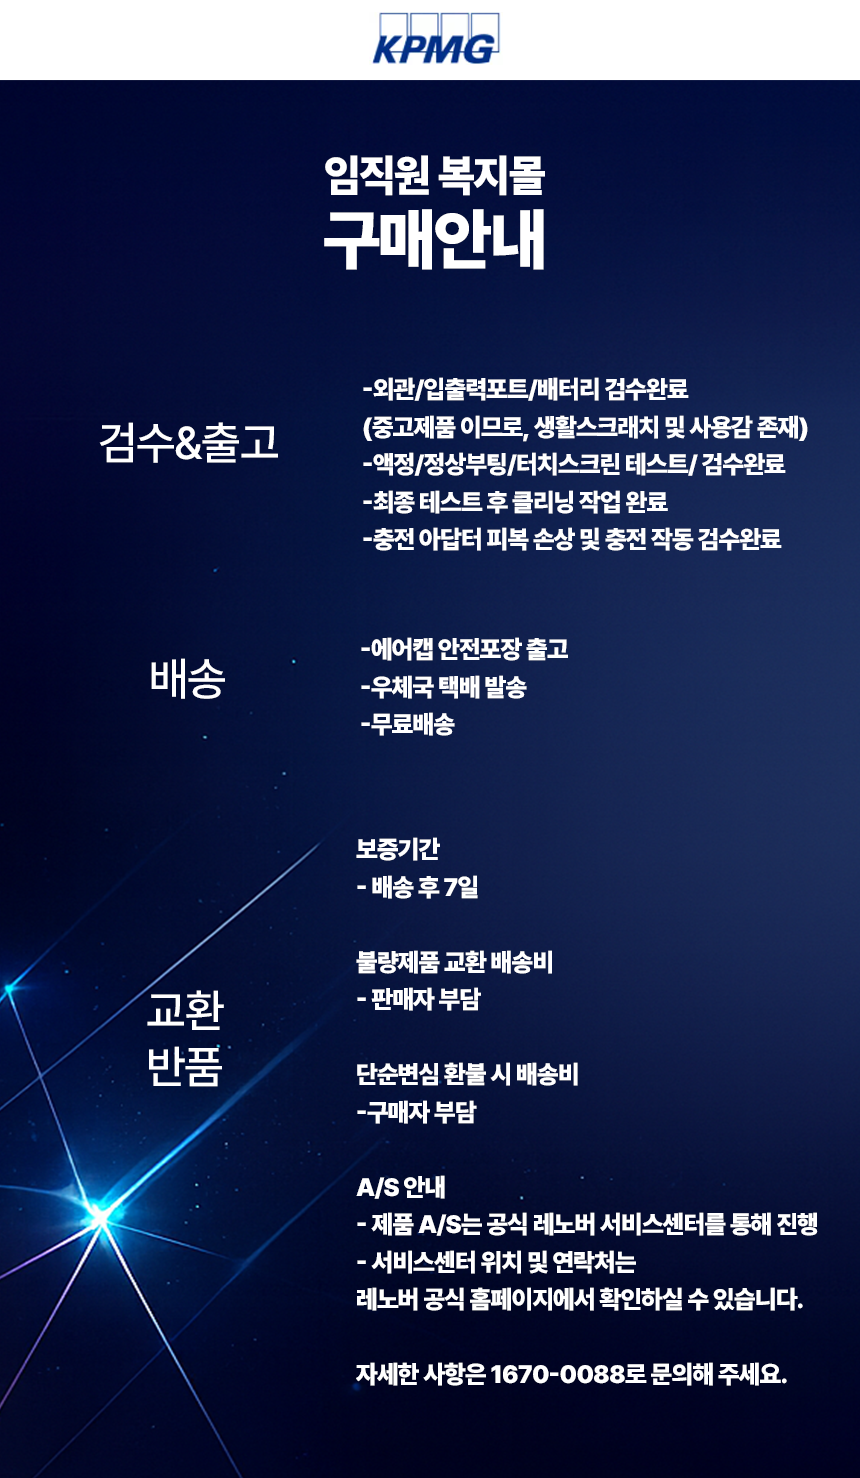 KPMG
임직원 복지몰
구매안내
검수&출고
-외관/입출력포트/배터리 검수완료
(중고제품 이므로, 생활스크래치 및 사용감 존재)
-액정/정상부팅/터치스크린 테스트/ 검수완료
-최종 테스트 후 클리닝 작업 완료
-충전 아답터 피복 손상 및 충전 작동 검수완료
배송
-에어캡 안전포장 출고
-우체국 택배 발송
-무료배송
교환
반품
보증기간
- 배송 후 7일
불량제품 교환 배송비
- 판매자 부담
단순변심 환불 시 배송비
-구매자 부담
A/S 안내
- 제품 A/S는 공식 레노버 서비스센터를 통해 진행
- 서비스센터 위치 및 연락처는
레노버 공식 홈페이지에서 확인하실 수 있습니다.
자세한 사항은 1670-0088로 문의해 주세요.